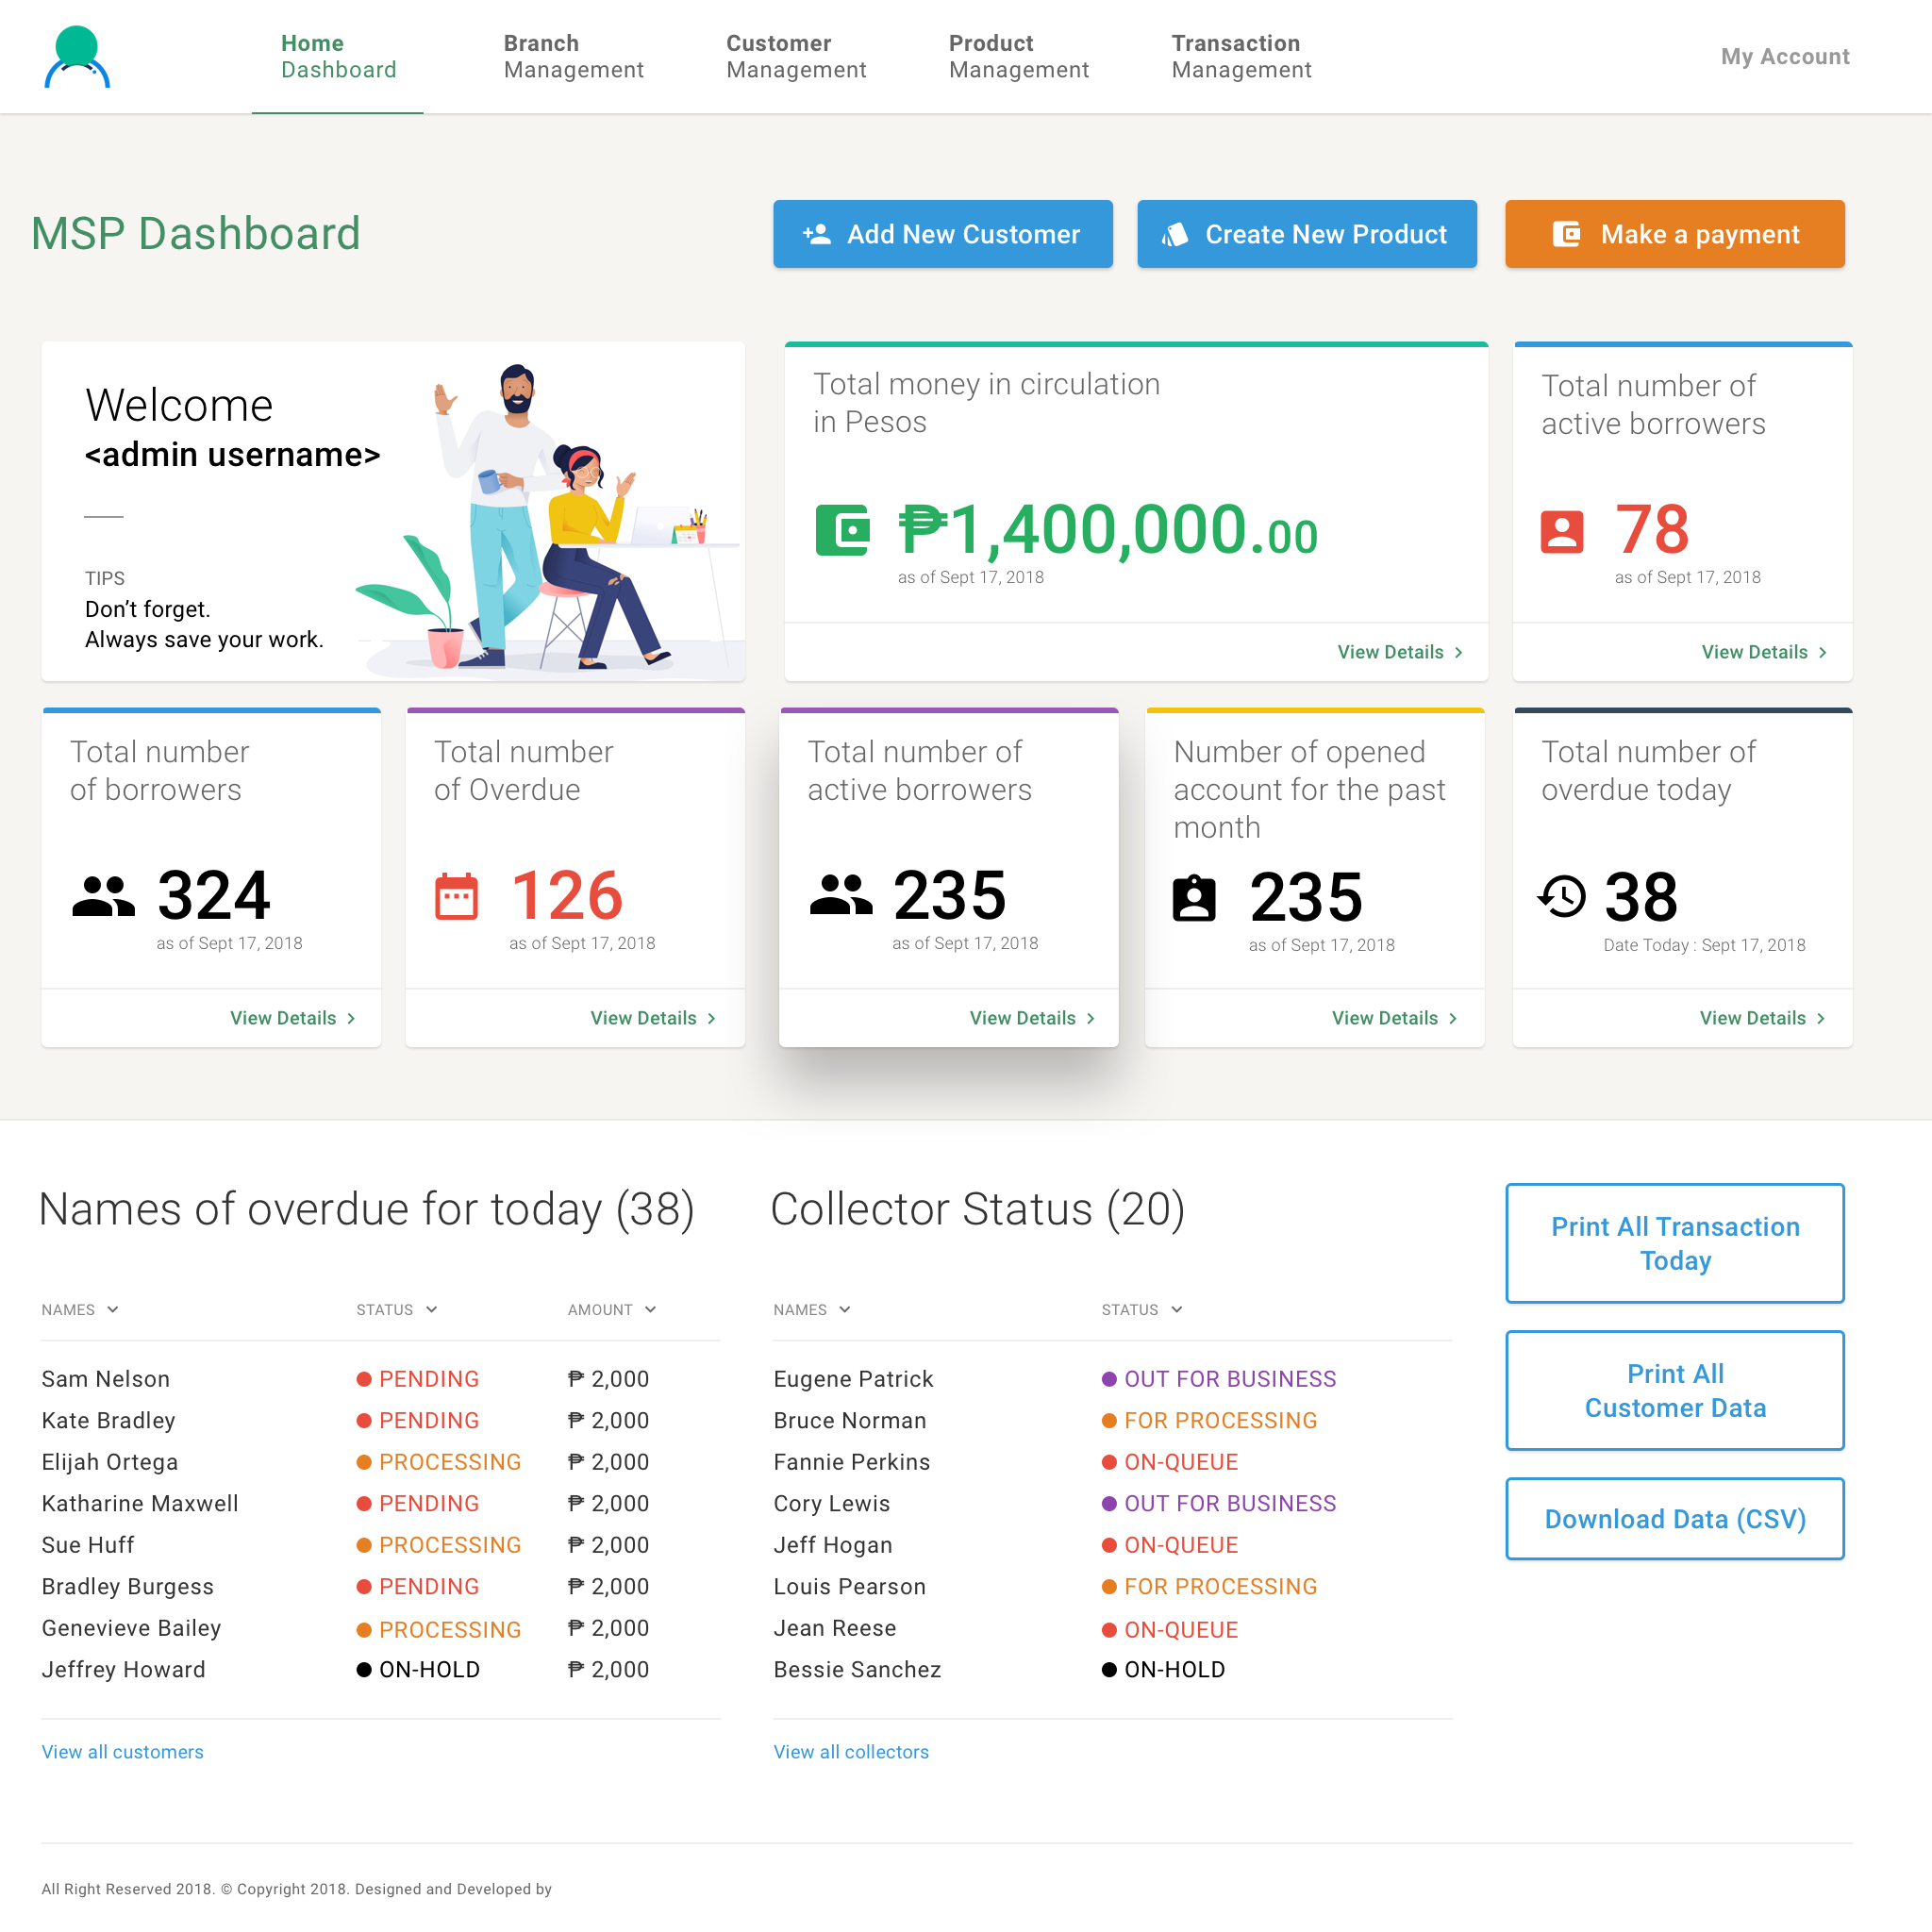 Home
Dashboard
Branch
Management
Customer
Management
Product
Management
Transaction
Management
My Account
MSP Dashboard
Add New Customer
Create New Product
Make a payment
Welcome
<admin username>
TIPS
Don’t forget.
Always save your work.
Total money in circulation
in Pesos
₱1,400,000.00
as of Sept 17, 2018
View Details
Total number of
active borrowers
78
as of Sept 17, 2018
View Details
Total number
of borrowers
324
as of Sept 17, 2018
View Details
Total number
of Overdue
126
as of Sept 17, 2018
View Details
Total number of
active borrowers
235
as of Sept 17, 2018
View Details
Number of opened
account for the past
month
235
as of Sept 17, 2018
View Details
Total number of
overdue today
38
Date Today : Sept 17, 2018
View Details
Names of overdue for today (38)
NAMES STATUS AMOUNT
Sam Nelson PENDING ₱ 2,000
Kate Bradley PENDING ₱ 2,000
Elijah Ortega PROCESSING ₱ 2,000
Katharine Maxwell PENDING ₱ 2,000
Sue Huff PROCESSING ₱ 2,000
Bradley Burgess PENDING ₱ 2,000
Genevieve Bailey PROCESSING ₱ 2,000
Jeffrey Howard ON-HOLD ₱ 2,000
View all customers
Collector Status (20)
NAMES STATUS
Eugene Patrick OUT FOR BUSINESS
Bruce Norman FOR PROCESSING
Fannie Perkins ON-QUEUE
Cory Lewis OUT FOR BUSINESS
Jeff Hogan ON-QUEUE
Louis Pearson FOR PROCESSING
Jean Reese ON-QUEUE
Bessie Sanchez ON-HOLD
View all collectors
Print All Transaction
Today
Print All
Customer Data
Download Data (CSV)
All Right Reserved 2018. © Copyright 2018. Designed and Developed by